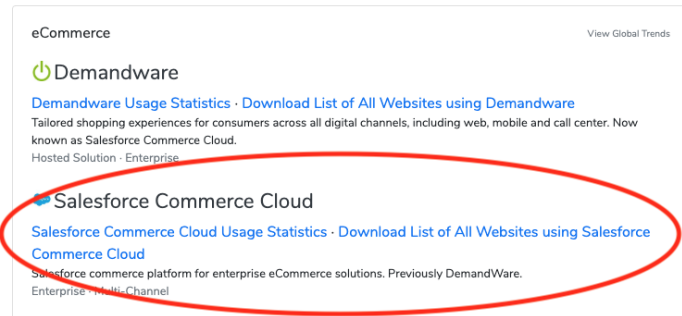 eCommerce
View Global Trends
Demandware
Demandware Usage Statistics · Download List of All Websites using Demandware
Tailored shopping experiences for consumers across all digital channels, including web, mobile and call center. Now
known as Salesforce Commerce Cloud.
Hosted Solution · Enterprise
Salesforce Commerce Cloud
Salesforce Commerce Cloud Usage Statistics · Download List of All Websites using Salesforce
Commerce Cloud
Salesforce commerce platform for enterprise eCommerce solutions. Previously DemandWare.
Enterprise · Multi-Channel